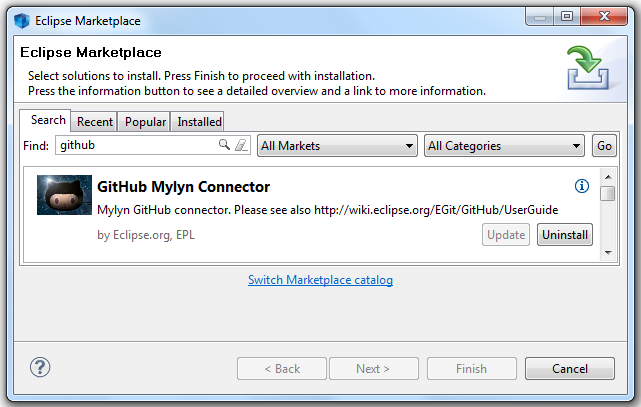 Eclipse Marketplace
Eclipse Marketplace
Select solutions to install. Press Finish to proceed with installation.
Press the information button to see a detailed overview and a link to more information.
Search Recent Popular Installed
Find: github All Markets All Categories Go
GitHub Mylyn Connector
Mylyn GitHub connector. Please see also http://wiki.eclipse.org/EGit/GitHub/UserGuide
by Eclipse.org, EPL Update Uninstall
Switch Marketplace catalog
? < Back Next > Finish Cancel